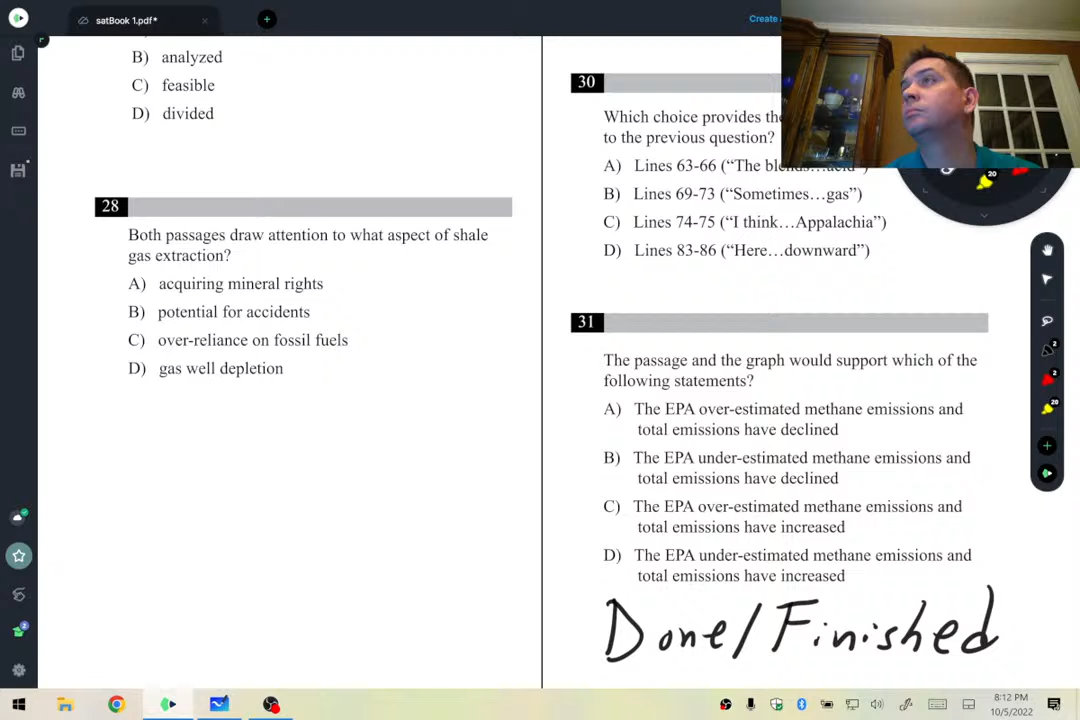 satBook 1.pdf*
Create
B) analyzed
C) feasible
D) divided
28
Both passages draw attention to what aspect of shale
gas extraction?
A) acquiring mineral rights
B) potential for accidents
C) over-reliance on fossil fuels
D) gas well depletion
30
Which choice provides the
to the previous question?
A) Lines 63-66 (“The blends…acid”)
B) Lines 69-73 (“Sometimes…gas”)
C) Lines 74-75 (“I think…Appalachia”)
D) Lines 83-86 (“Here…downward”)
31
The passage and the graph would support which of the
following statements?
A) The EPA over-estimated methane emissions and
total emissions have declined
B) The EPA under-estimated methane emissions and
total emissions have declined
C) The EPA over-estimated methane emissions and
total emissions have increased
D) The EPA under-estimated methane emissions and
total emissions have increased
Done/Finished
20
2
2
20
2
8:12 PM
10/5/2022